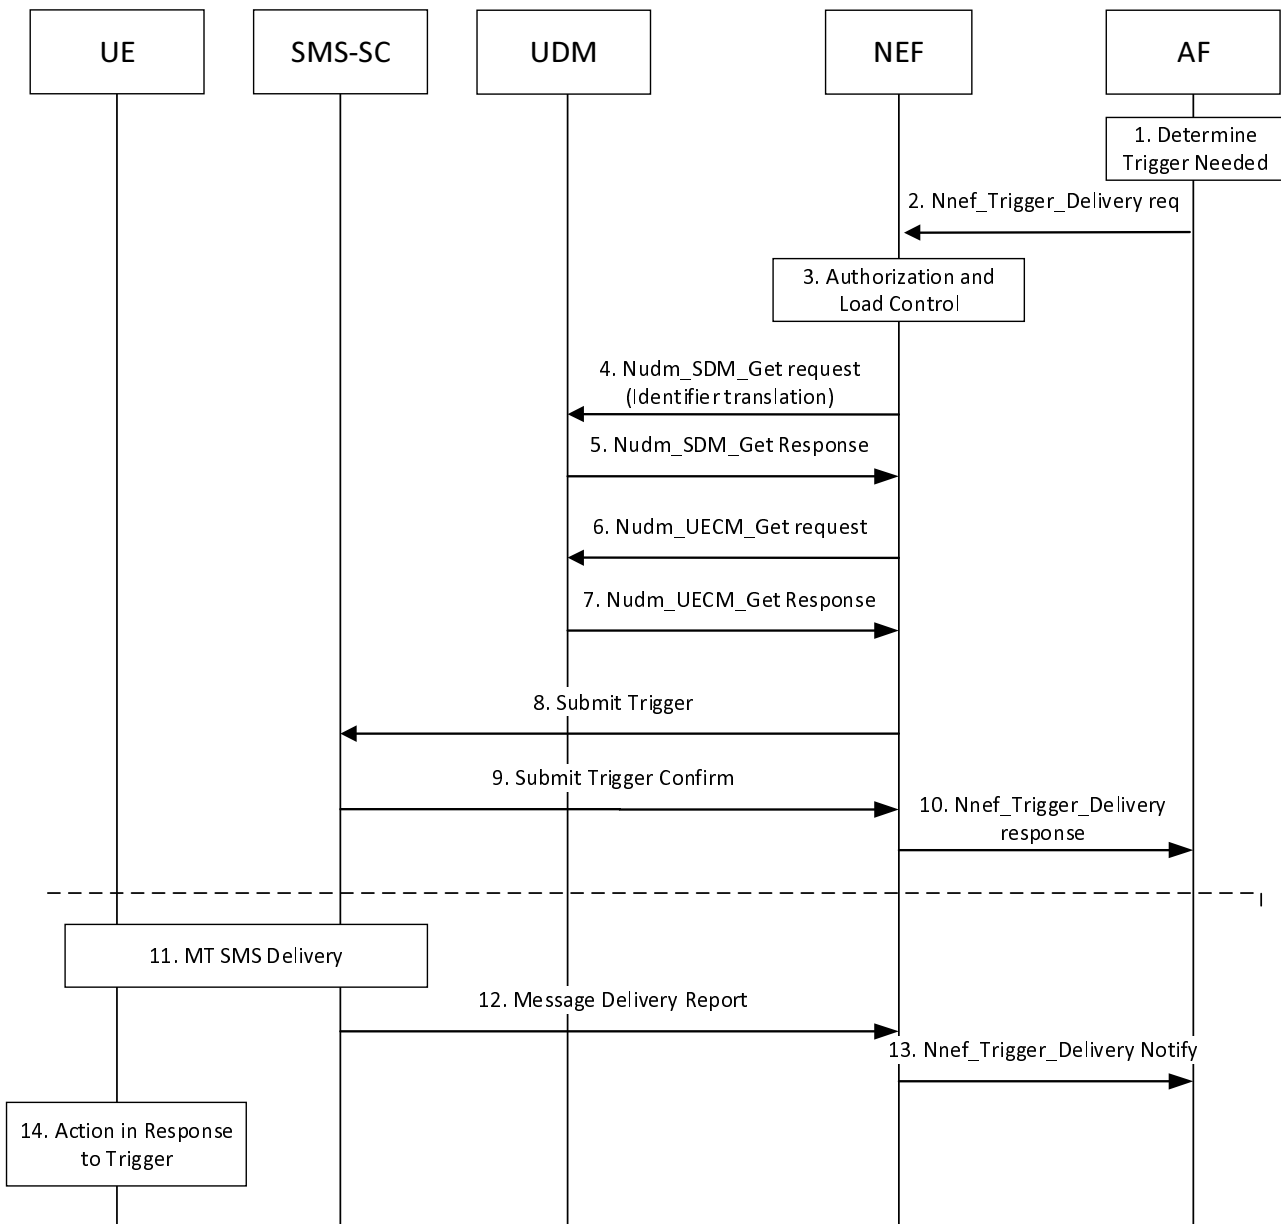 UE
SMS-SC
UDM
NEF
AF
1. Determine
Trigger Needed
2. Nnef_Trigger_Delivery req
3. Authorization and
Load Control
4. Nudm_SDM_Get request
(Identifier translation)
5. Nudm_SDM_Get Response
6. Nudm_UECM_Get request
7. Nudm_UECM_Get Response
8. Submit Trigger
9. Submit Trigger Confirm
10. Nnef_Trigger_Delivery
response
11. MT SMS Delivery
12. Message Delivery Report
13. Nnef_Trigger_Delivery Notify
14. Action in Response
to Trigger